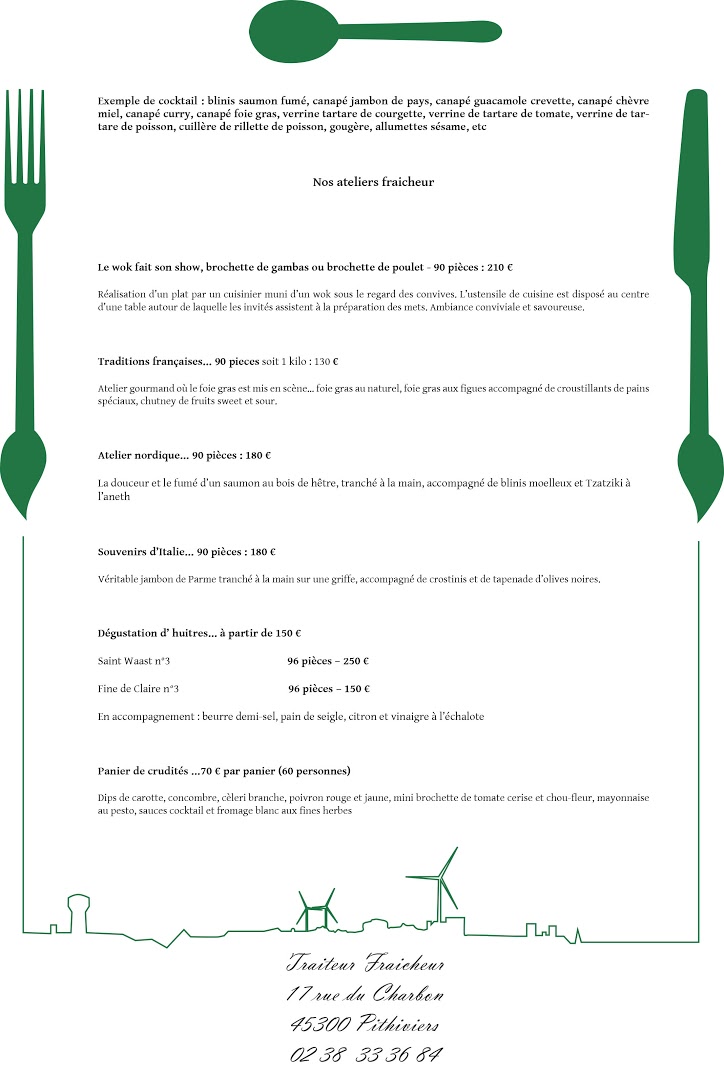 Exemple de cocktail : blinis saumon fumé, canapé jambon de pays, canapé guacamole crevette, canapé chèvre
miel, canapé curry, canapé foie gras, verrine tartare de courgette, verrine de tartare de tomate, verrine de tar-
tare de poisson, cuillère de rillette de poisson, gougère, allumettes sésame, etc
Nos ateliers fraicheur
Le wok fait son show, brochette de gambas ou brochette de poulet - 90 pièces : 210 €
Réalisation d'un plat par un cuisinier muni d'un wok sous le regard des convives. L'ustensile de cuisine est disposé au centre
d'une table autour de laquelle les invités assistent à la préparation des mets. Ambiance conviviale et savoureuse.
Traditions françaises... 90 pieces soit 1 kilo : 130 €
Atelier gourmand où le foie gras est mis en scène... foie gras au naturel, foie gras aux figues accompagné de croustillants de pains
spéciaux, chutney de fruits sweet et sour.
Atelier nordique... 90 pièces : 180 €
La douceur et le fumé d'un saumon au bois de hêtre, tranché à la main, accompagné de blinis moelleux et Tzatziki à
l'aneth
Souvenirs d'Italie... 90 pièces : 180 €
Véritable jambon de Parme tranché à la main sur une griffe, accompagné de crostinis et de tapenade d'olives noires.
Dégustation d' huitres... à partir de 150 €
Saint Waast n°3 96 pièces – 250 €
Fine de Claire n°3 96 pièces – 150 €
En accompagnement : beurre demi-sel, pain de seigle, citron et vinaigre à l'échalote
Panier de crudités ...70 € par panier (60 personnes)
Dips de carotte, concombre, cèleri branche, poivron rouge et jaune, mini brochette de tomate cerise et chou-fleur, mayonnaise
au pesto, sauces cocktail et fromage blanc aux fines herbes
Traiteur Fraicheur
17 rue du Charbon
45300 Pithiviers
02 38 33 36 84